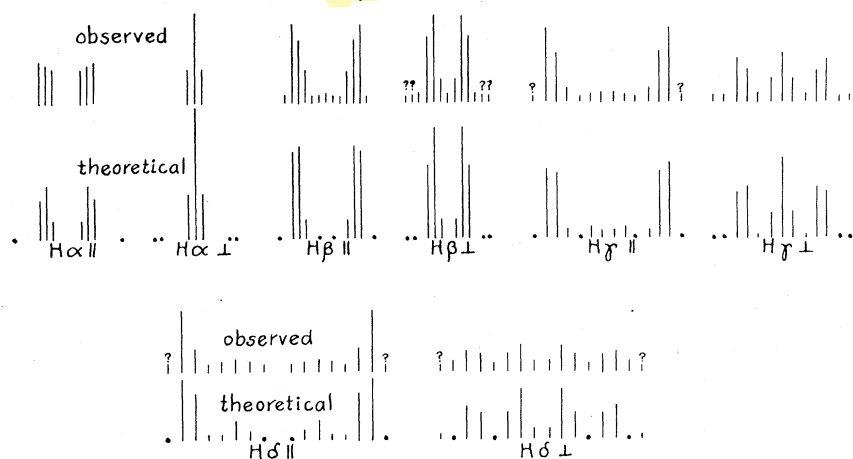 observed
?? ?? ? ?
theoretical
Hα∥ Hα⊥ Hβ∥ Hβ⊥ Hγ∥ Hγ⊥
observed
? ? ? ?
theoretical
Hδ∥ Hδ⊥